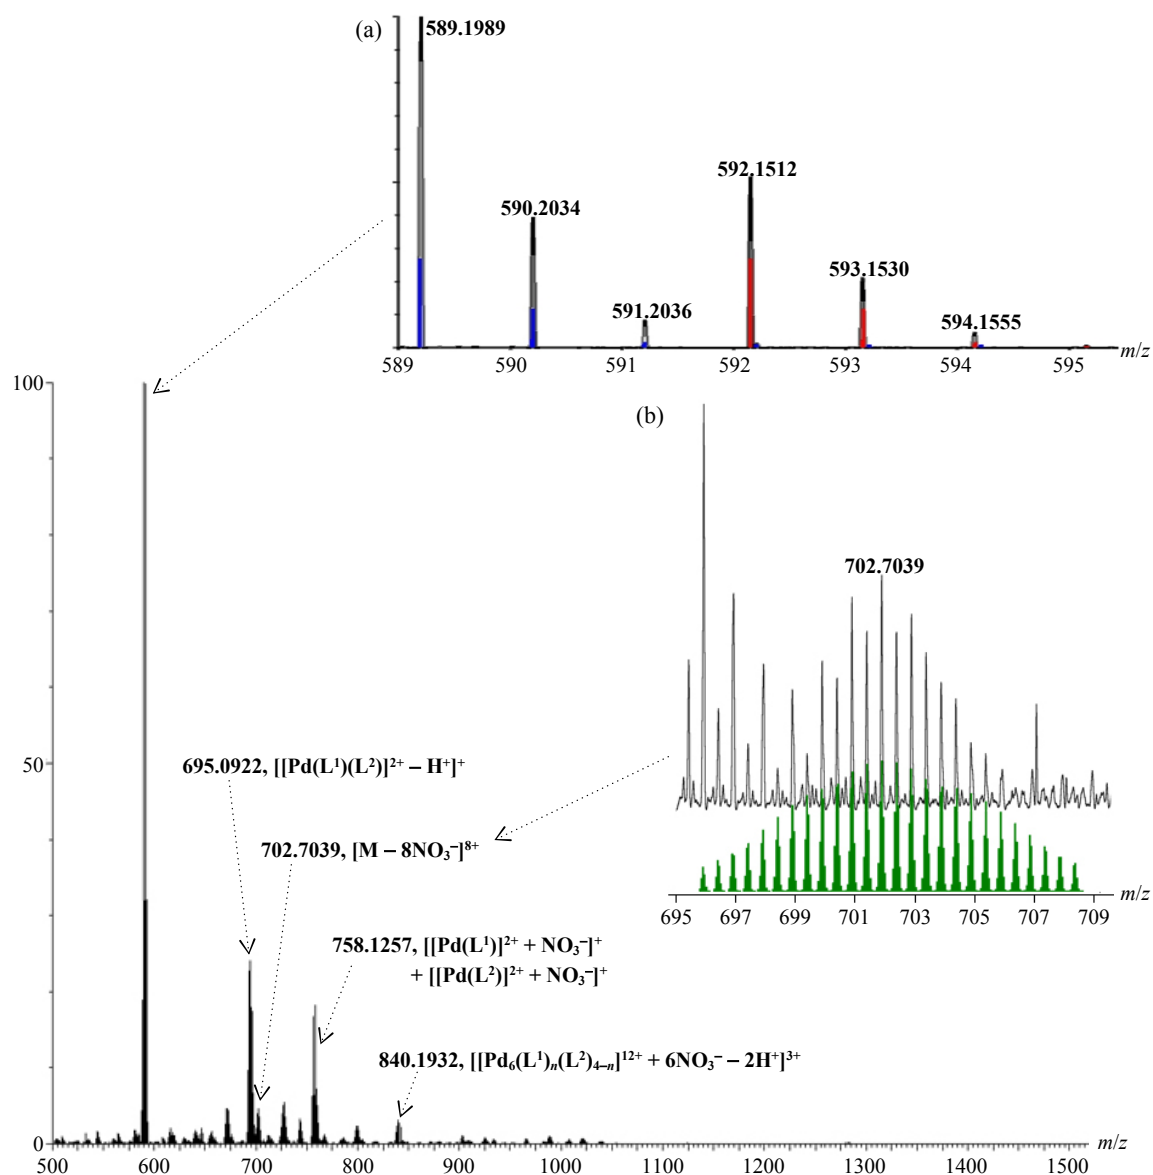 (a)
589.1989
592.1512
590.2034
593.1530
591.2036
594.1555
589 590 591 592 593 594 595 m/z
100
(b)
702.7039
50
695.0922, [[Pd(L¹)(L²)]²⁺ – H⁺]⁺
702.7039, [M – 8NO₃⁻]⁸⁺
695 697 699 701 703 705 707 709 m/z
758.1257, [[Pd(L¹)]²⁺ + NO₃⁻]⁺
+ [[Pd(L²)]²⁺ + NO₃⁻]⁺
840.1932, [[Pd₆(L¹)ₙ(L²)₄₋ₙ]¹²⁺ + 6NO₃⁻ – 2H⁺]³⁺
0
m/z
500 600 700 800 900 1000 1100 1200 1300 1400 1500